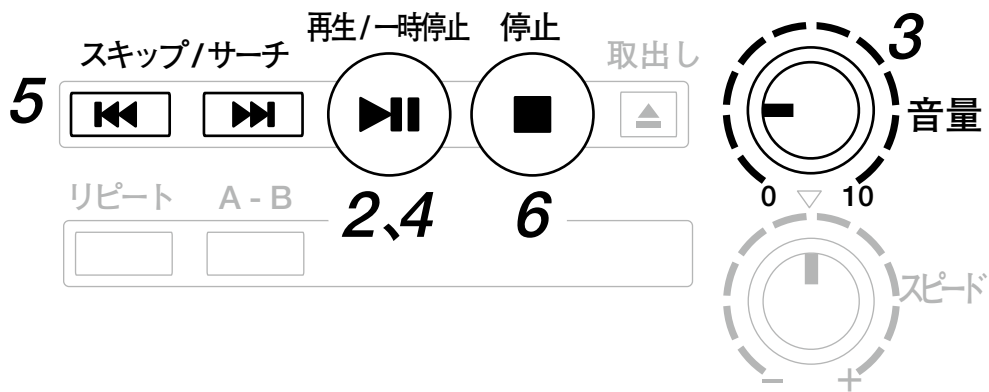 再生/一時停止 停止 3
スキップ/サーチ 取出し
5 音量
0 10
リピート A - B 2、4 6
スピード
− +